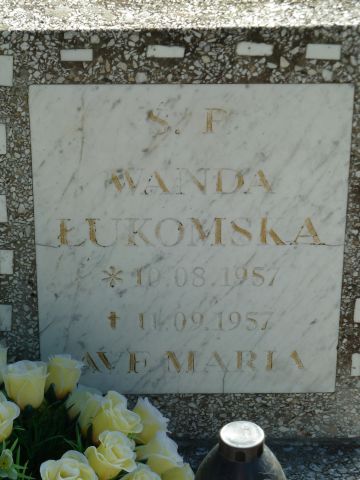 S. P.
WANDA
ŁUKOMSKA
* 10.08.1957
† 11.09.1957
AVE MARIA